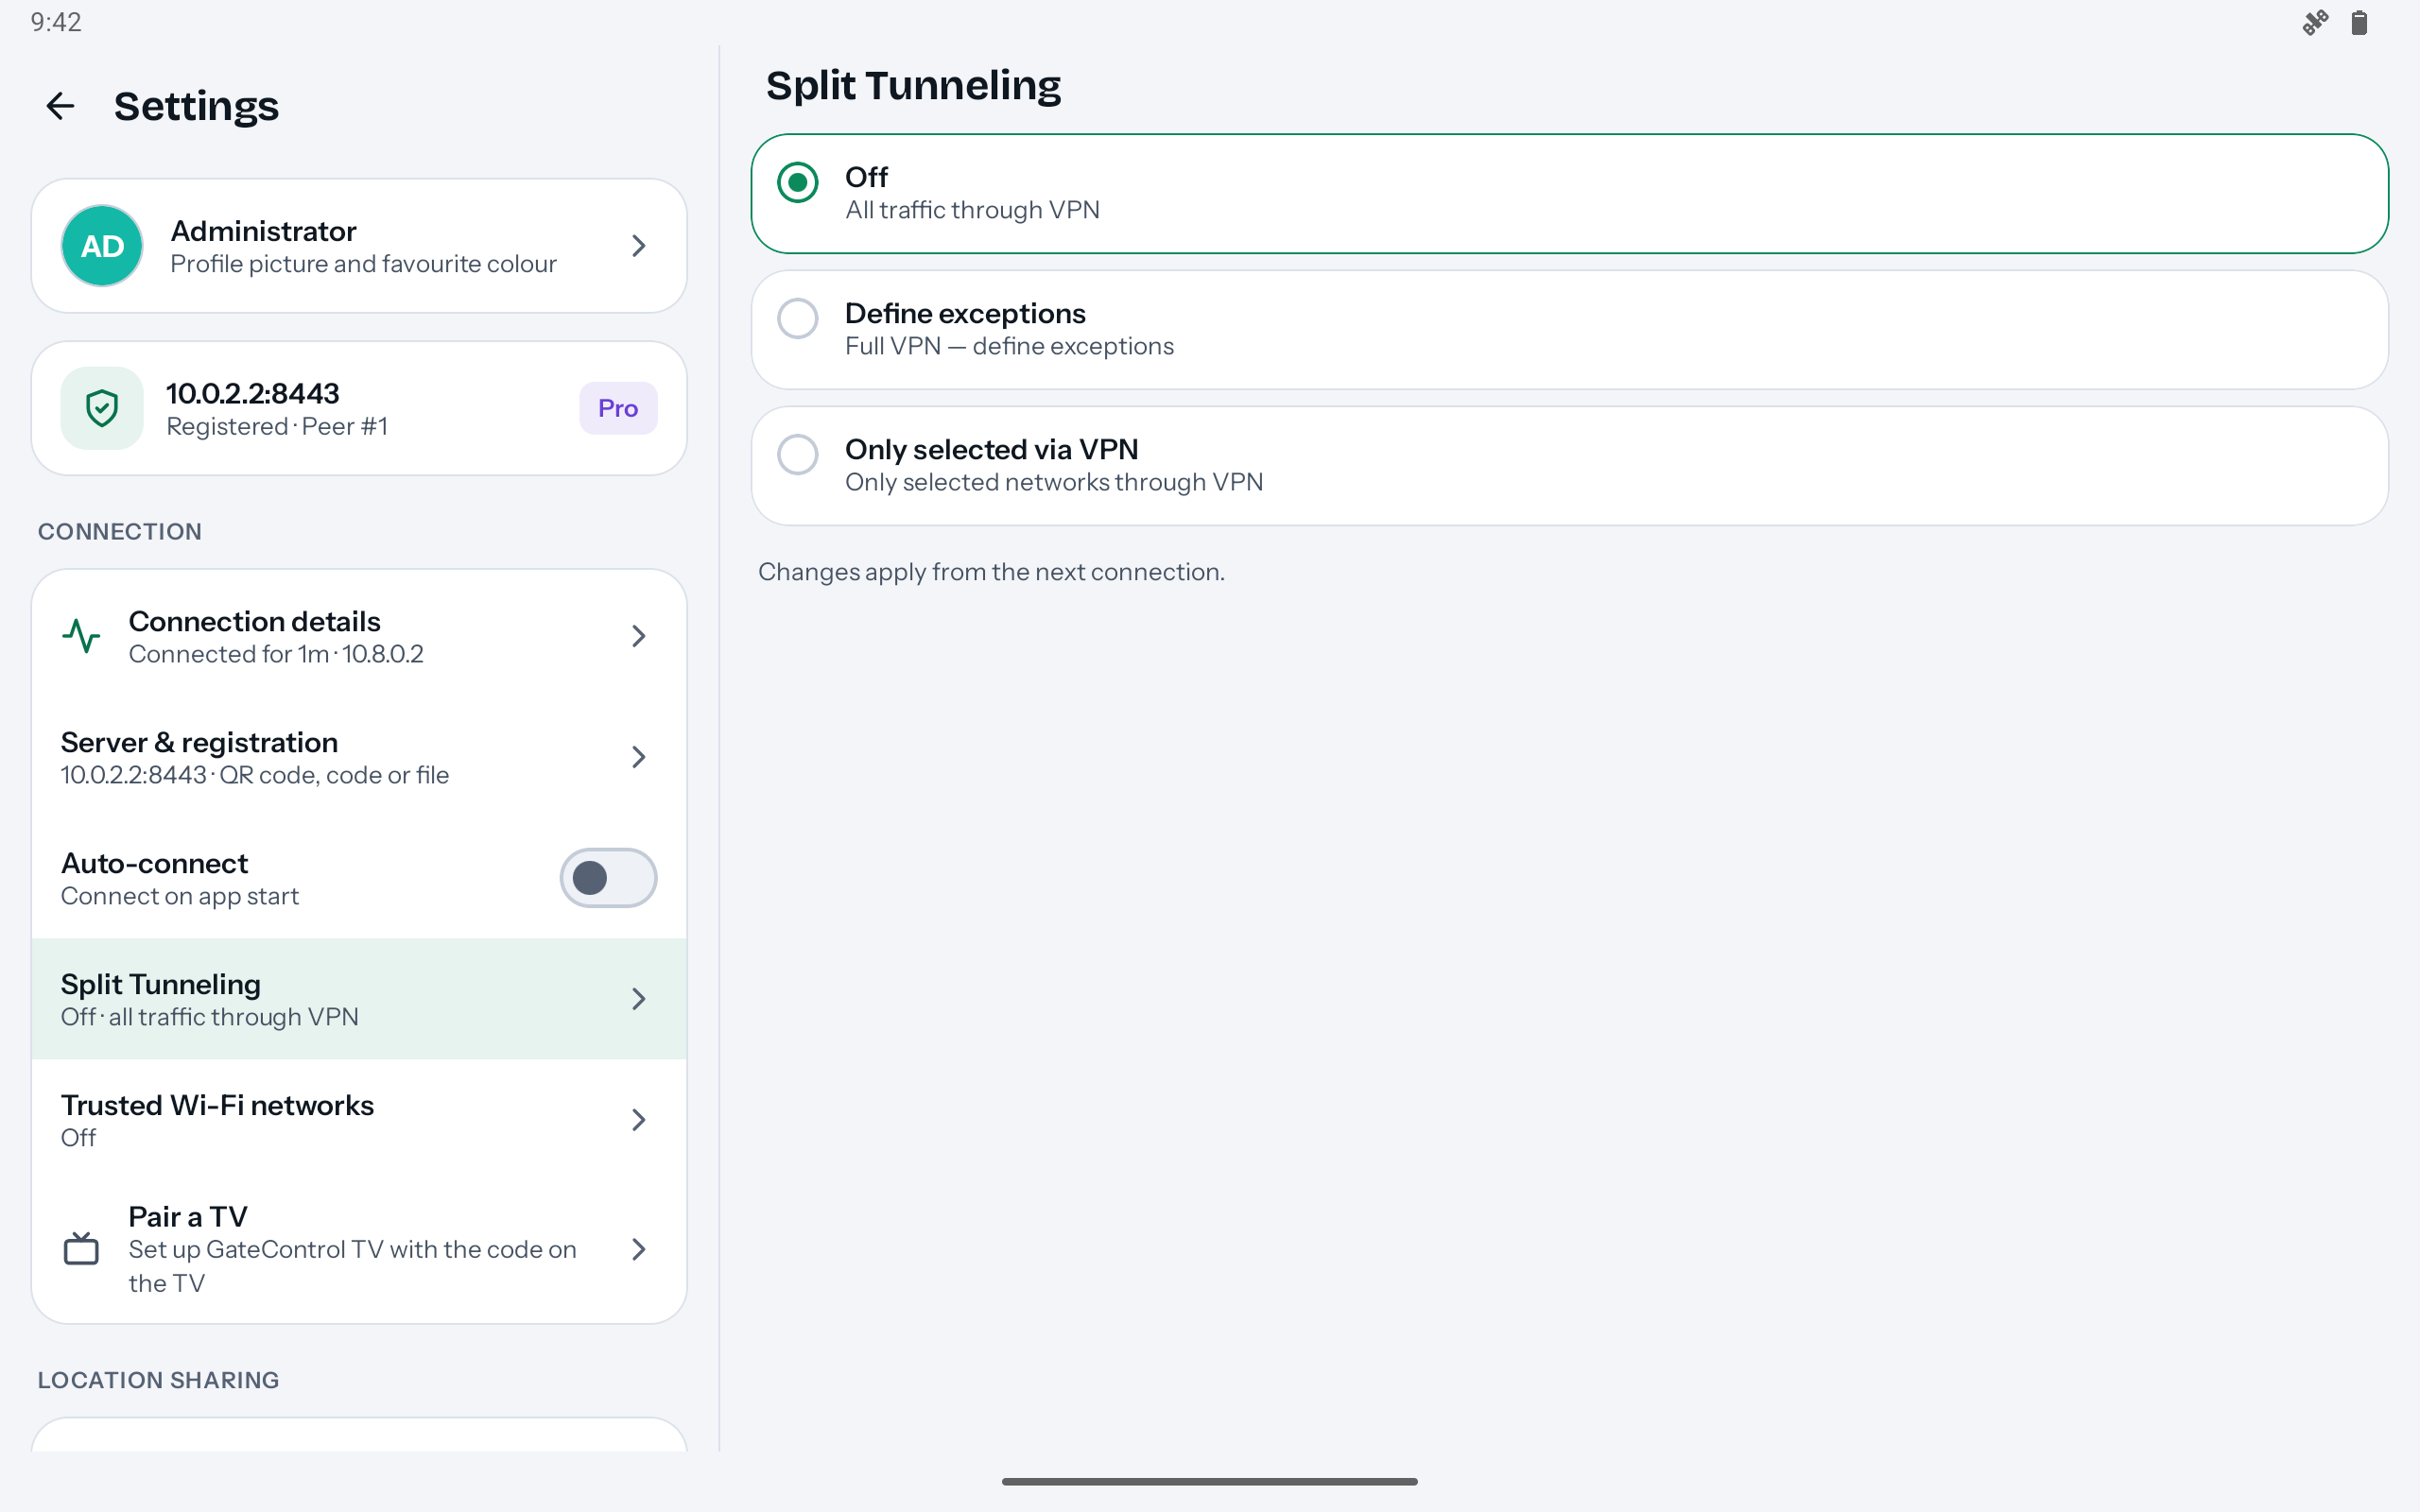 9:42
Settings
AD
Administrator
Profile picture and favourite colour
10.0.2.2:8443
Registered · Peer #1
Pro
CONNECTION
Connection details
Connected for 1m · 10.8.0.2
Server & registration
10.0.2.2:8443 · QR code, code or file
Auto-connect
Connect on app start
Split Tunneling
Off · all traffic through VPN
Trusted Wi-Fi networks
Off
Pair a TV
Set up GateControl TV with the code on
the TV
LOCATION SHARING
Split Tunneling
Off
All traffic through VPN
Define exceptions
Full VPN — define exceptions
Only selected via VPN
Only selected networks through VPN
Changes apply from the next connection.